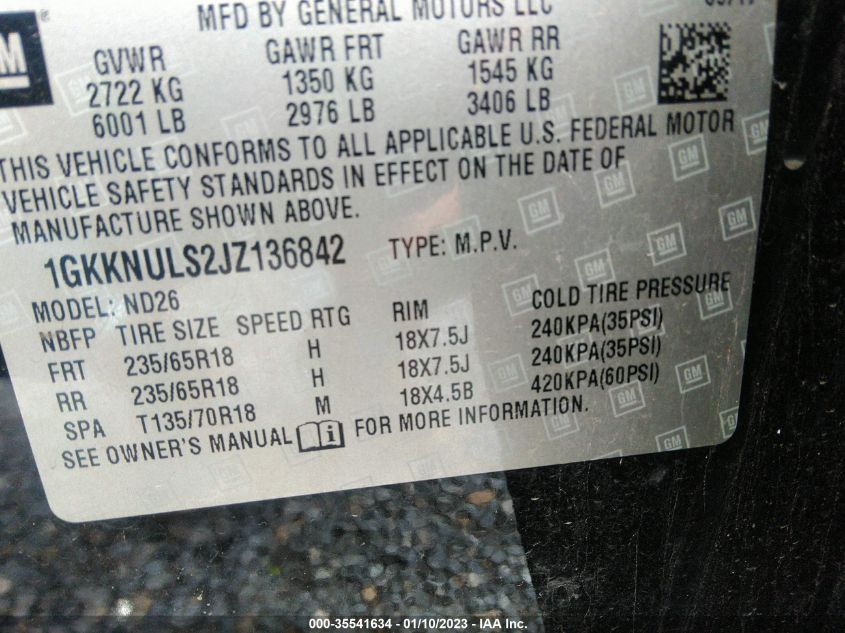 GM ®
MFD BY GENERAL MOTORS LLC
GVWR GAWR FRT GAWR RR
2722 KG 1350 KG 1545 KG
6001 LB 2976 LB 3406 LB
THIS VEHICLE CONFORMS TO ALL APPLICABLE U.S. FEDERAL MOTOR
VEHICLE SAFETY STANDARDS IN EFFECT ON THE DATE OF
MANUFACTURE SHOWN ABOVE.
1GKKNULS2JZ136842 TYPE: M.P.V.
MODEL: ND26
NBFP TIRE SIZE SPEED RTG RIM COLD TIRE PRESSURE
FRT 235/65R18 H 18X7.5J 240KPA(35PSI)
RR 235/65R18 H 18X7.5J 240KPA(35PSI)
SPA T135/70R18 M 18X4.5B 420KPA(60PSI)
SEE OWNER'S MANUAL i FOR MORE INFORMATION.
000-35541634 - 01/10/2023 - IAA Inc.